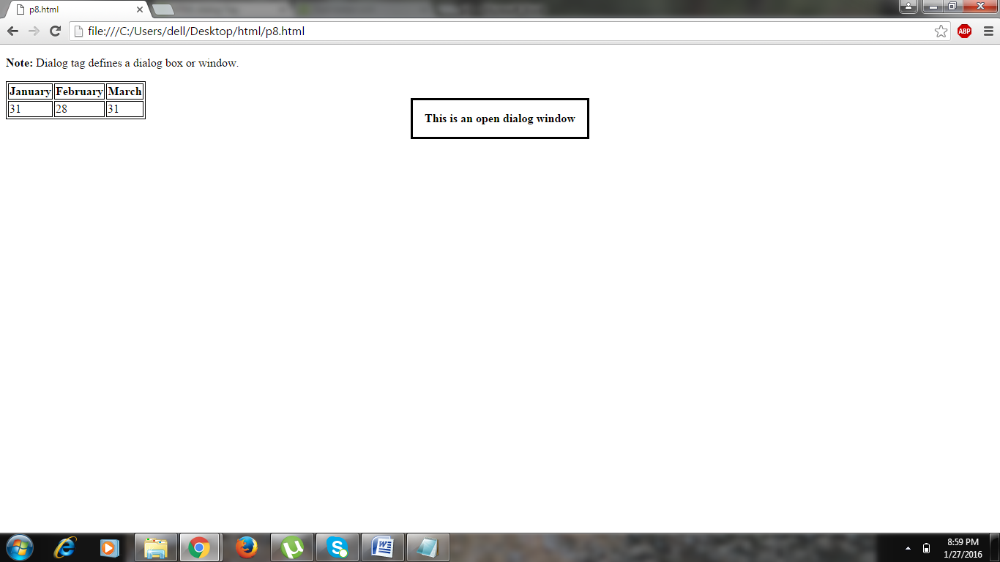 p8.html
file:///C:/Users/dell/Desktop/html/p8.html
ABP
Note: Dialog tag defines a dialog box or window.
January February March
31 28 31
This is an open dialog window
8:59 PM
1/27/2016